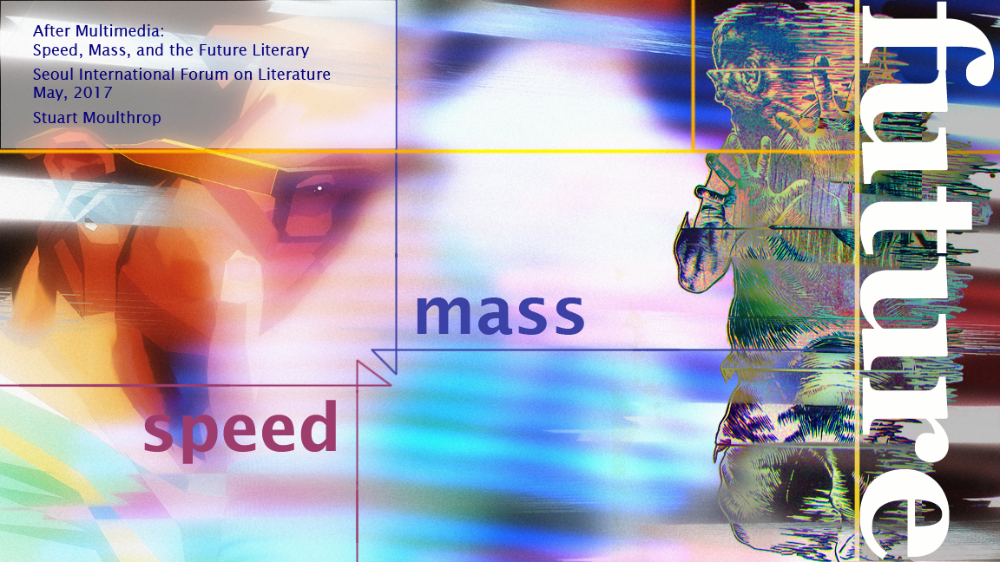 After Multimedia:
Speed, Mass, and the Future Literary
Seoul International Forum on Literature
May, 2017
Stuart Moulthrop
mass
speed
future